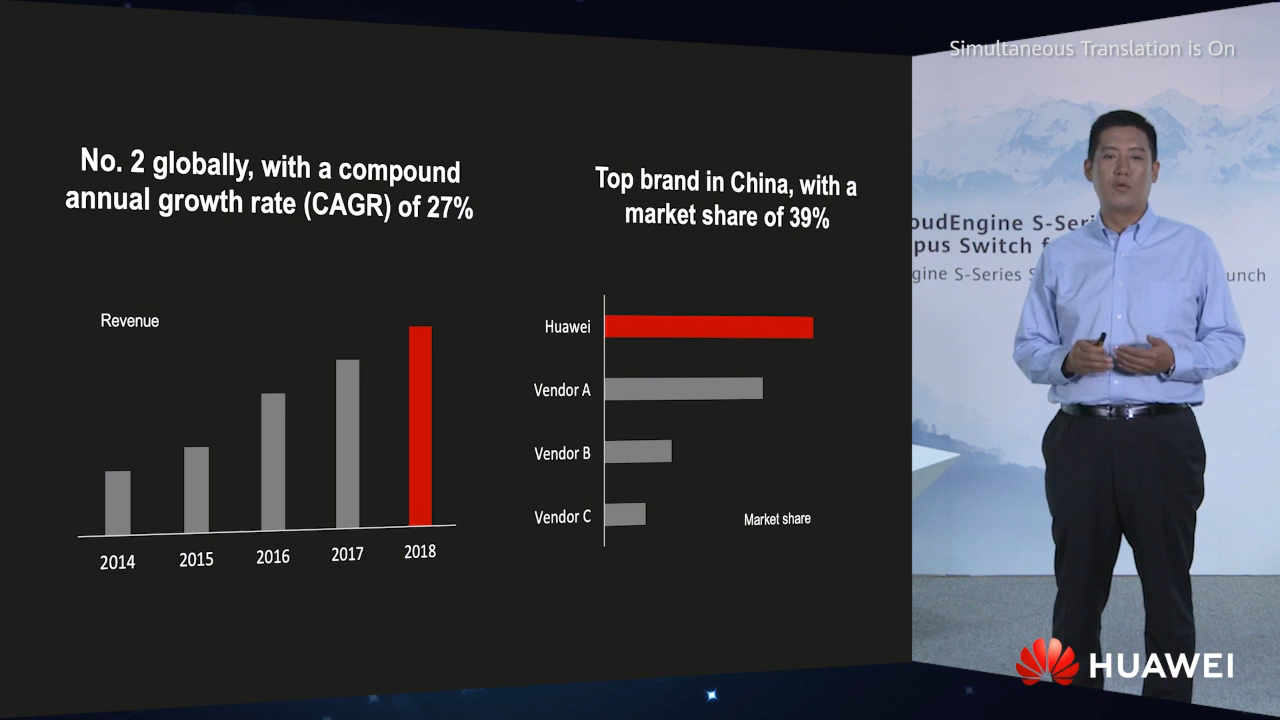 Simultaneous Translation is On
No. 2 globally, with a compound
annual growth rate (CAGR) of 27%
Top brand in China, with a
market share of 39%
Revenue
2014
2015
2016
2017
2018
Huawei
Vendor A
Vendor B
Vendor C
Market share
oudEngine S-Ser
pus Switch f
gine S-Series S
unch
HUAWEI